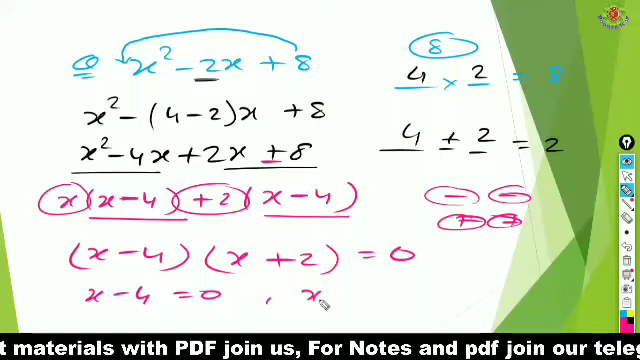 Q x² - 2x + 8
x² - (4 - 2)x + 8
x² - 4x + 2x + 8
x(x - 4) + 2(x - 4)
(x - 4)(x + 2) = 0
x - 4 = 0 , x
8
4 × 2 = 8
4 ± 2 = 2
- -
+ +
t materials with PDF join us, For Notes and pdf join our teleg